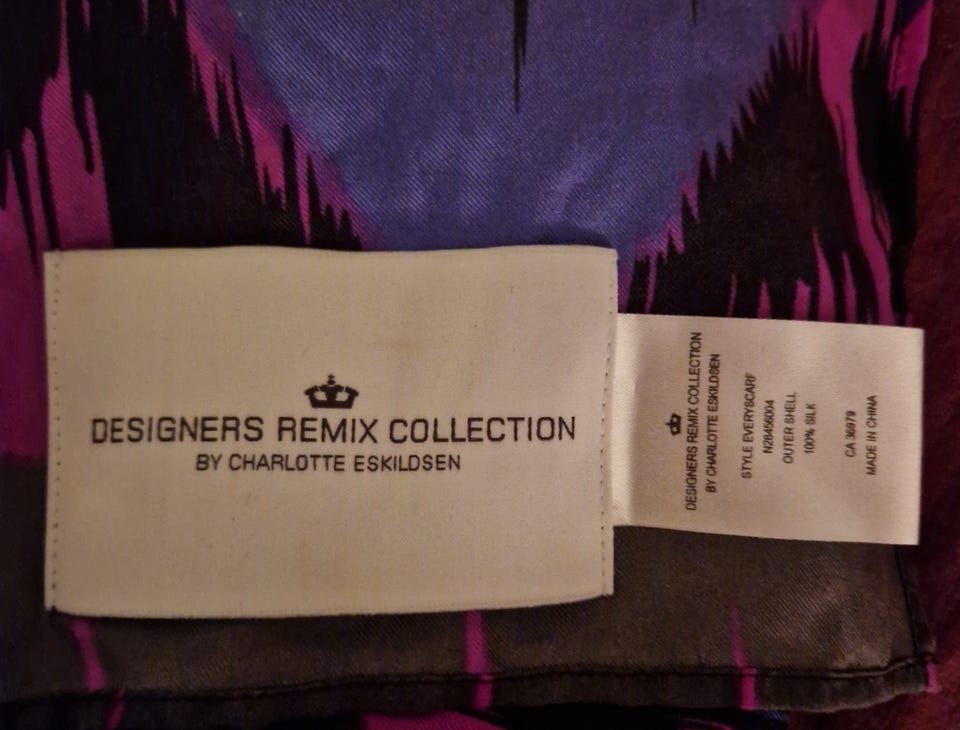 DESIGNERS REMIX COLLECTION
BY CHARLOTTE ESKILDSEN
DESIGNERS REMIX COLLECTION
BY CHARLOTTE ESKILDSEN
STYLE EVERYSCARF
N28456004
OUTER SHELL
100% SILK
CA 36979
MADE IN CHINA